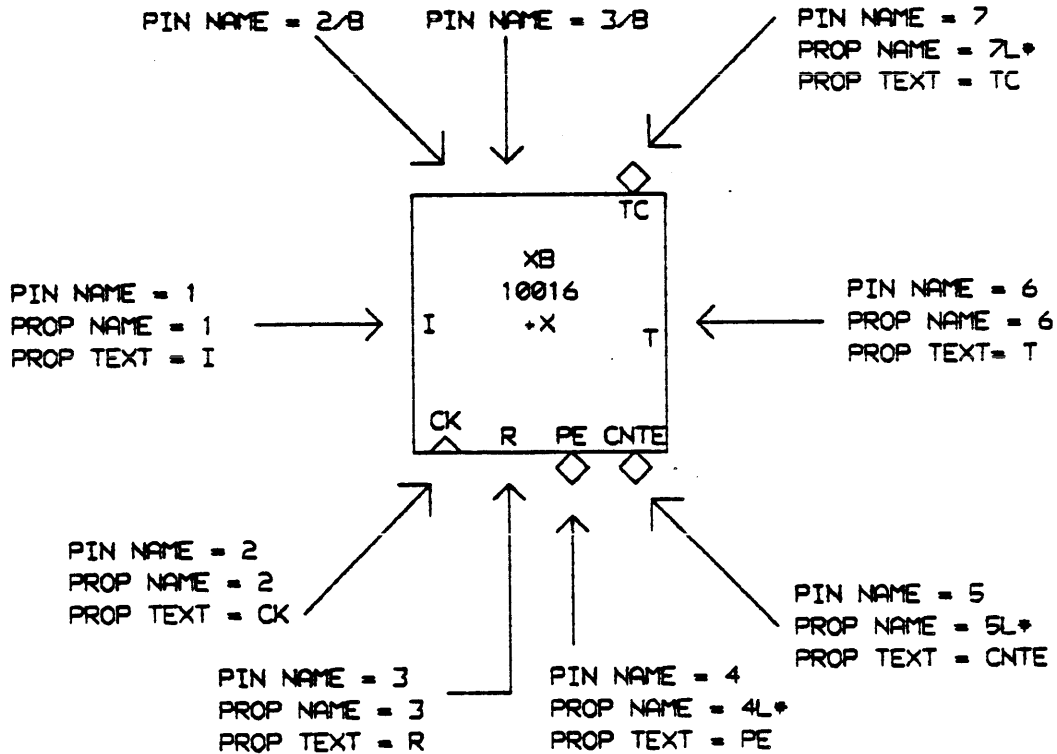 PIN NAME = 2/B
PIN NAME = 3/B
PIN NAME = 7
PROP NAME = 7L*
PROP TEXT = TC
TC
XB
10016
+X
I
T
CK
R
PE
CNTE
PIN NAME = 1
PROP NAME = 1
PROP TEXT = I
PIN NAME = 6
PROP NAME = 6
PROP TEXT= T
PIN NAME = 2
PROP NAME = 2
PROP TEXT = CK
PIN NAME = 5
PROP NAME = 5L*
PROP TEXT = CNTE
PIN NAME = 3
PROP NAME = 3
PROP TEXT = R
PIN NAME = 4
PROP NAME = 4L*
PROP TEXT = PE